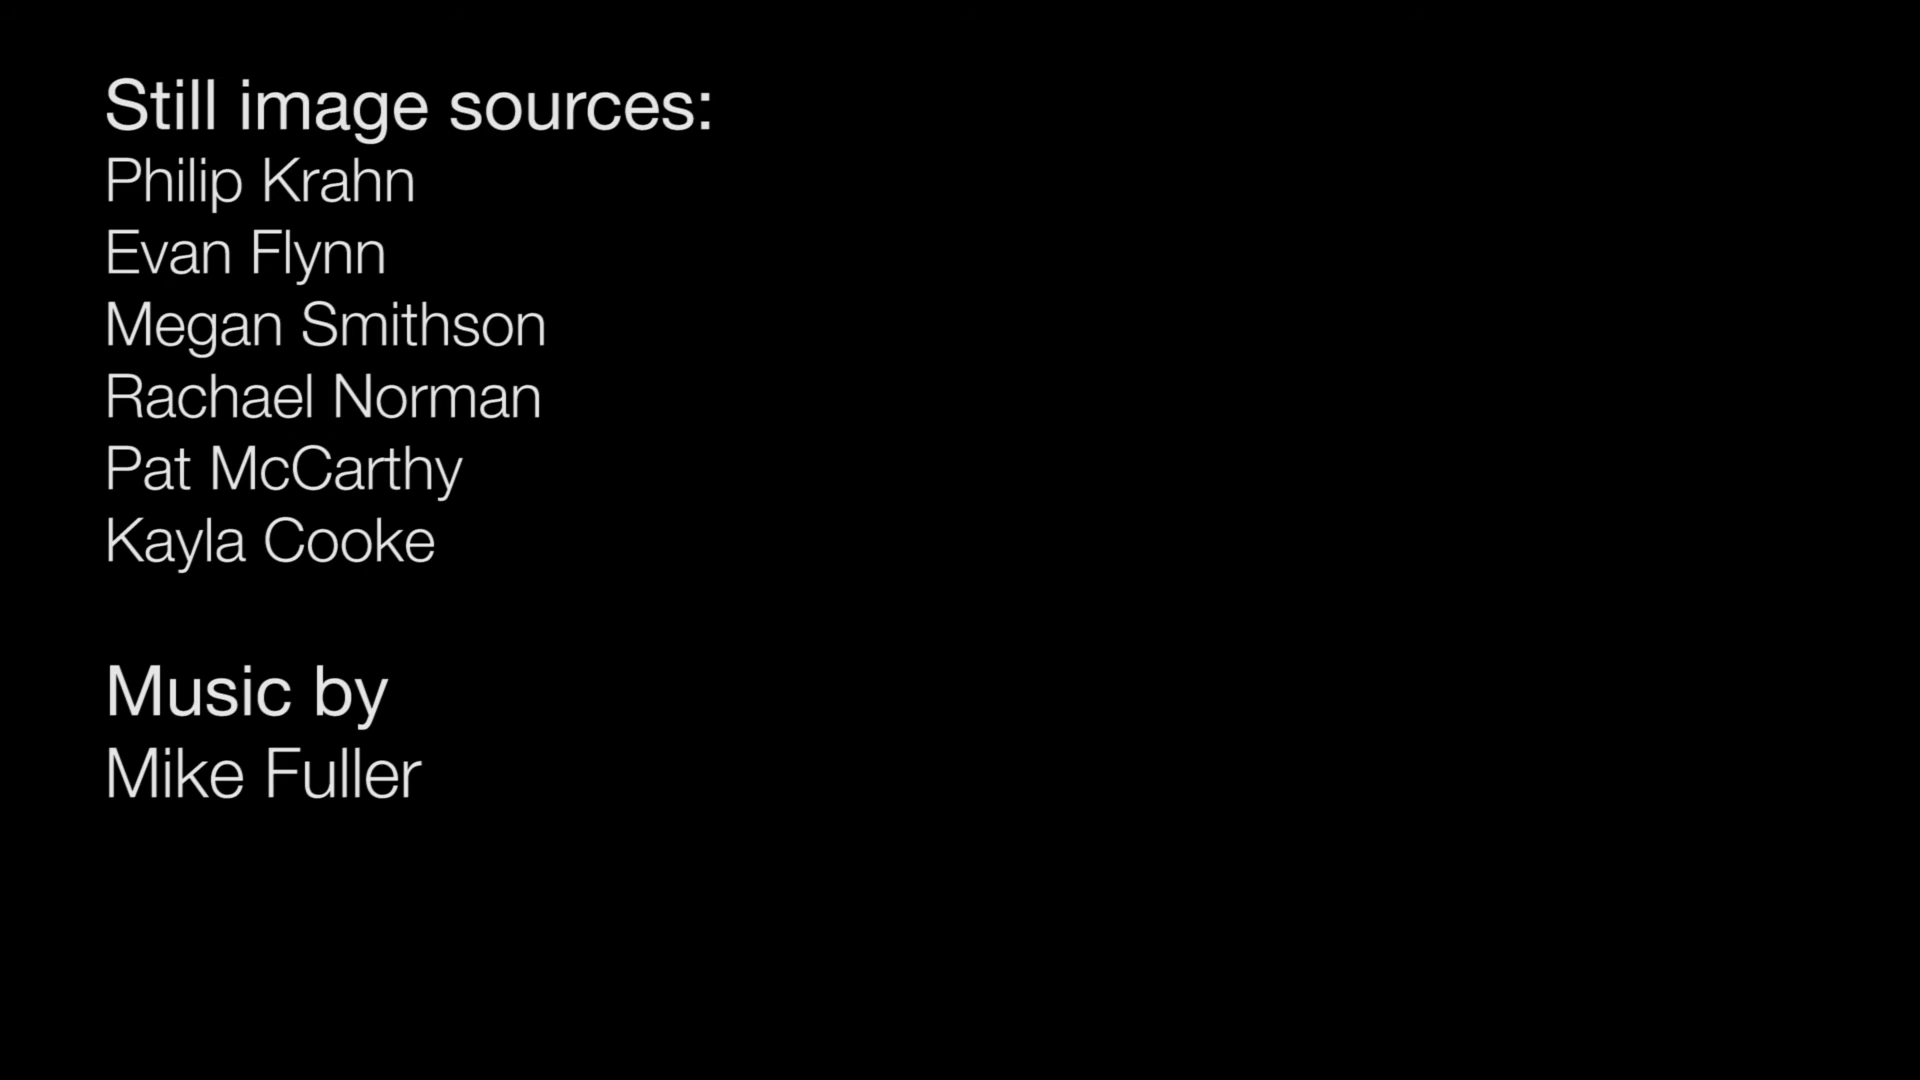 Still image sources:
Philip Krahn
Evan Flynn
Megan Smithson
Rachael Norman
Pat McCarthy
Kayla Cooke
Music by
Mike Fuller